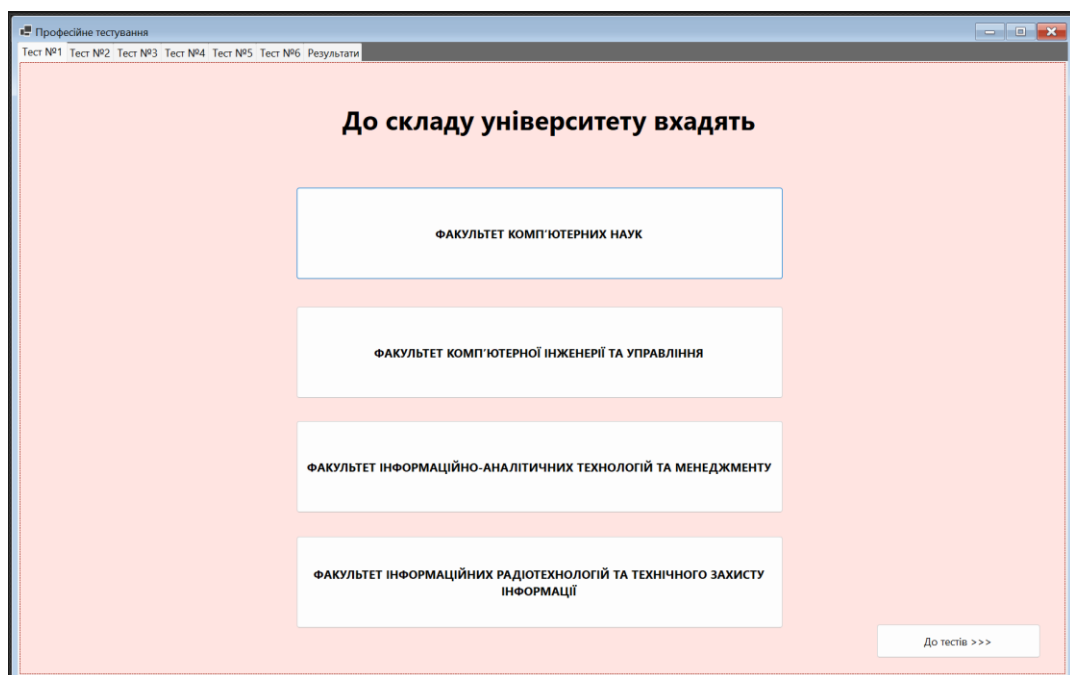 Професійне тестування
Тест №1 Тест №2 Тест №3 Тест №4 Тест №5 Тест №6 Результати
До складу університету вхадять
ФАКУЛЬТЕТ КОМП'ЮТЕРНИХ НАУК
ФАКУЛЬТЕТ КОМП'ЮТЕРНОЇ ІНЖЕНЕРІЇ ТА УПРАВЛІННЯ
ФАКУЛЬТЕТ ІНФОРМАЦІЙНО-АНАЛІТИЧНИХ ТЕХНОЛОГІЙ ТА МЕНЕДЖМЕНТУ
ФАКУЛЬТЕТ ІНФОРМАЦІЙНИХ РАДІОТЕХНОЛОГІЙ ТА ТЕХНІЧНОГО ЗАХИСТУ
ІНФОРМАЦІЇ
До тестів >>>